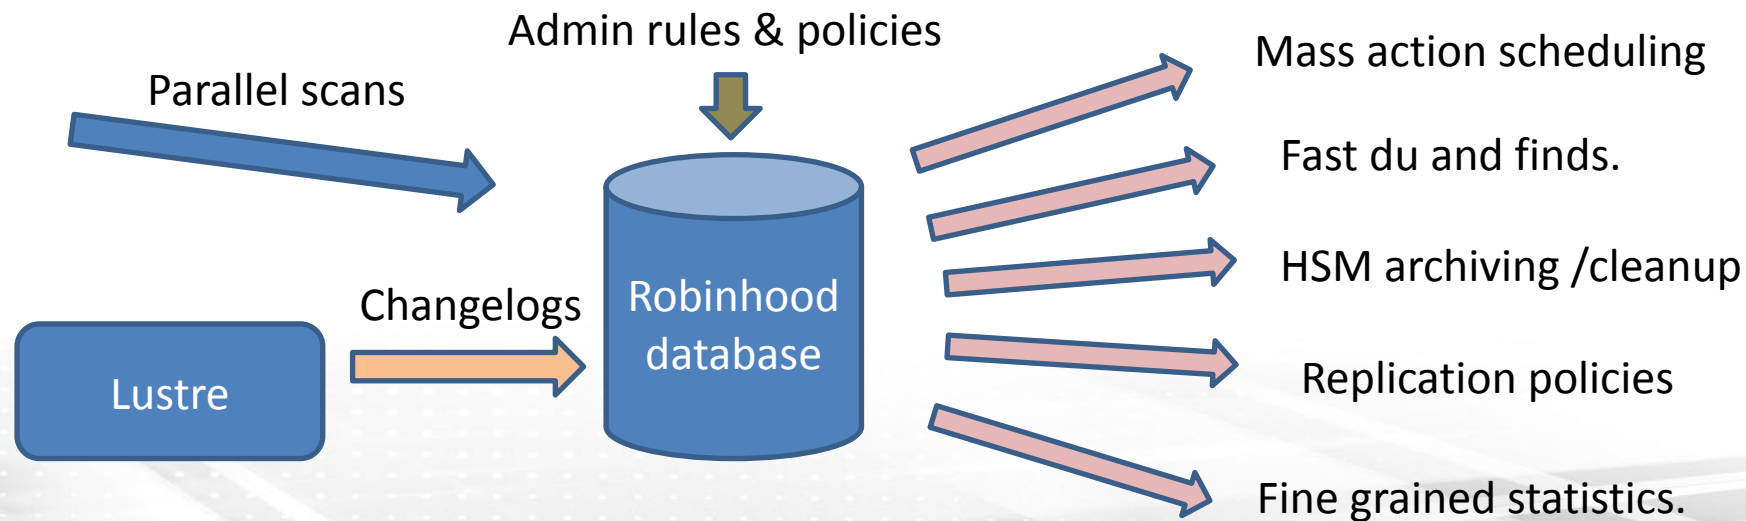 Admin rules & policies
Parallel scans
Changelogs
Lustre
Robinhood
database
Mass action scheduling
Fast du and finds.
HSM archiving /cleanup
Replication policies
Fine grained statistics.